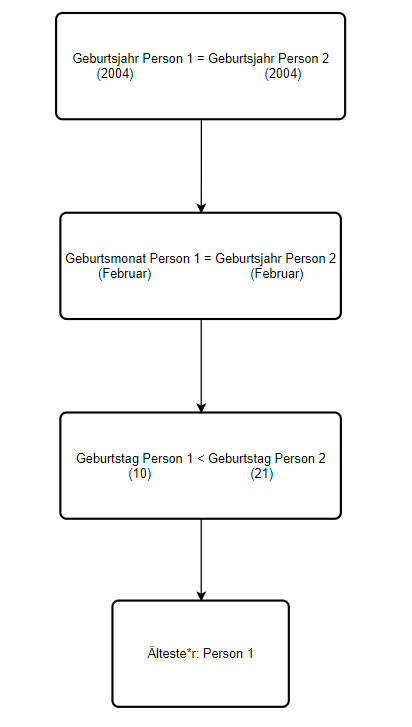 Geburtsjahr Person 1 = Geburtsjahr Person 2
(2004) (2004)
Geburtsmonat Person 1 = Geburtsjahr Person 2
(Februar) (Februar)
Geburtstag Person 1 < Geburtstag Person 2
(10) (21)
Älteste*r: Person 1